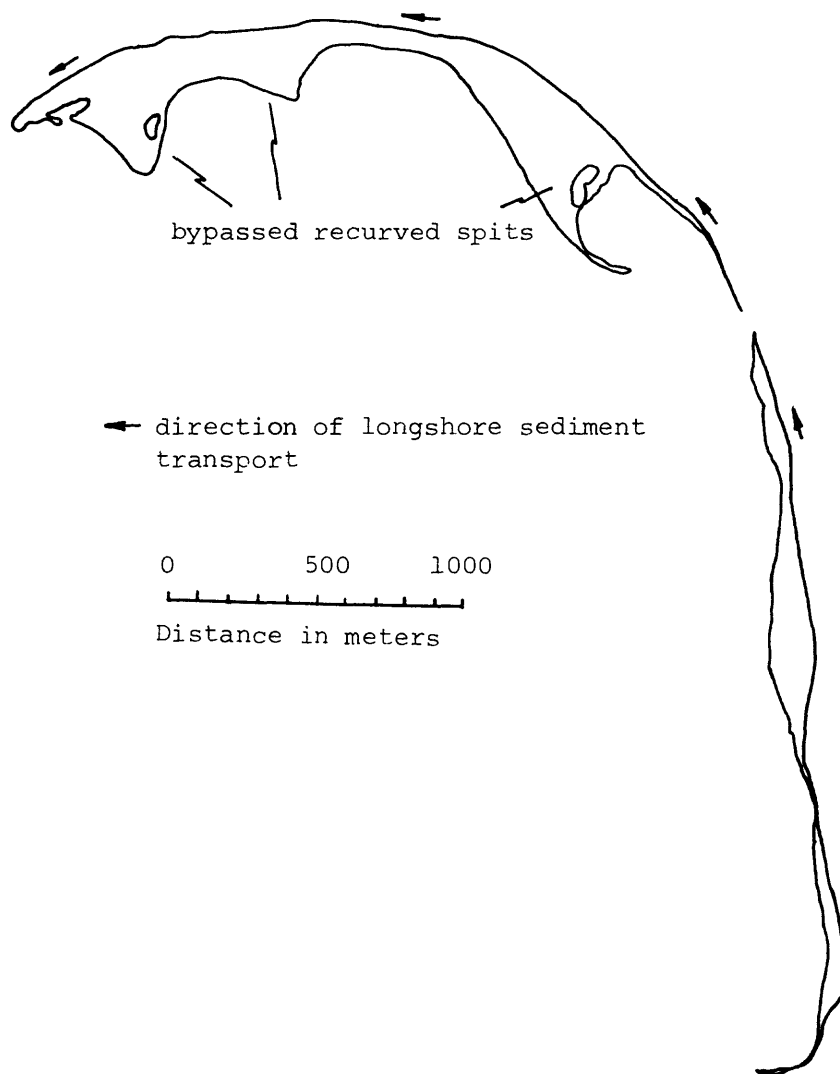 bypassed recurved spits
direction of longshore sediment
transport
0 500 1000
Distance in meters